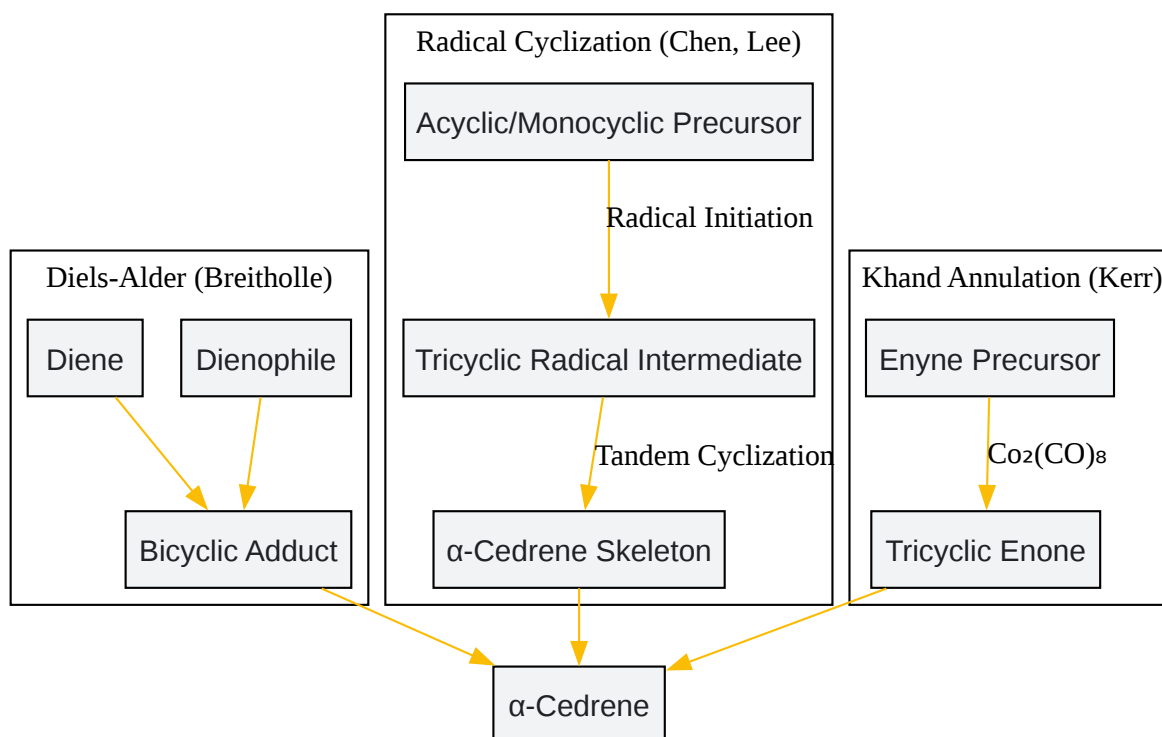 Radical Cyclization (Chen, Lee)
Acyclic/Monocyclic Precursor
Radical Initiation
Tricyclic Radical Intermediate
Tandem Cyclization
α-Cedrene Skeleton
Diels-Alder (Breitholle)
Diene
Dienophile
Bicyclic Adduct
Khand Annulation (Kerr)
Enyne Precursor
Co₂(CO)₈
Tricyclic Enone
α-Cedrene